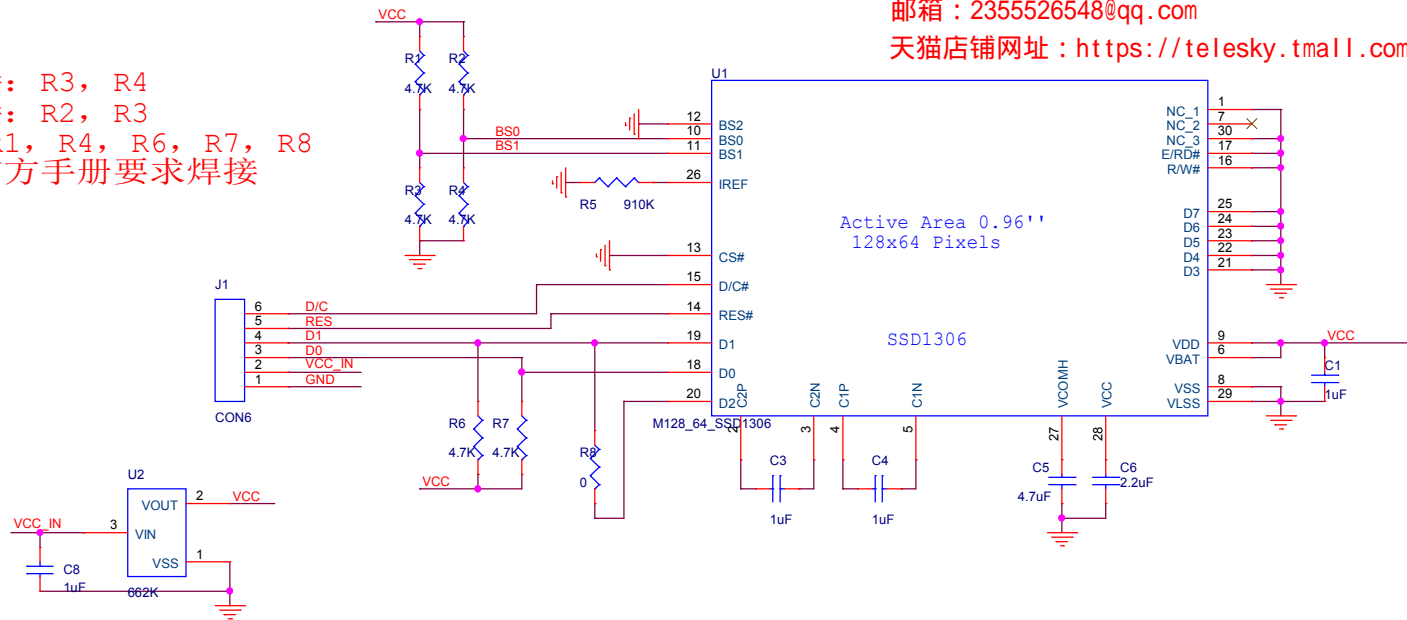 邮箱：2355526548@qq.com
天猫店铺网址：https://telesky.tmall.com
: R3, R4
: R2, R3
R1, R4, R6, R7, R8
方手册要求焊接
VCC
R1
4.7K
R2
4.7K
BS0
BS1
R3
4.7K
R4
4.7K
R5
910K
U1
12
BS2
10
BS0
11
BS1
26
IREF
13
CS#
15
D/C#
14
RES#
19
D1
18
D0
20
D2
M128_64_SSD1306
Active Area 0.96''
128x64 Pixels
SSD1306
NC_1
1
NC_2
7
NC_3
30
E/RD#
17
R/W#
16
D7
25
D6
24
D5
23
D4
22
D3
21
VDD
9
VBAT
6
VSS
8
VLSS
29
VCC
C1
1uF
C2P
2
C2N
3
C1P
4
C1N
5
VCOMH
27
VCC
28
C3
1uF
C4
1uF
C5
4.7uF
C6
2.2uF
J1
6
D/C
5
RES
4
D1
3
D0
2
VCC_IN
1
GND
CON6
R6
4.7K
R7
4.7K
R8
0
VCC
U2
VOUT
2
VCC
VCC_IN
3
VIN
VSS
1
C8
1uF
662K